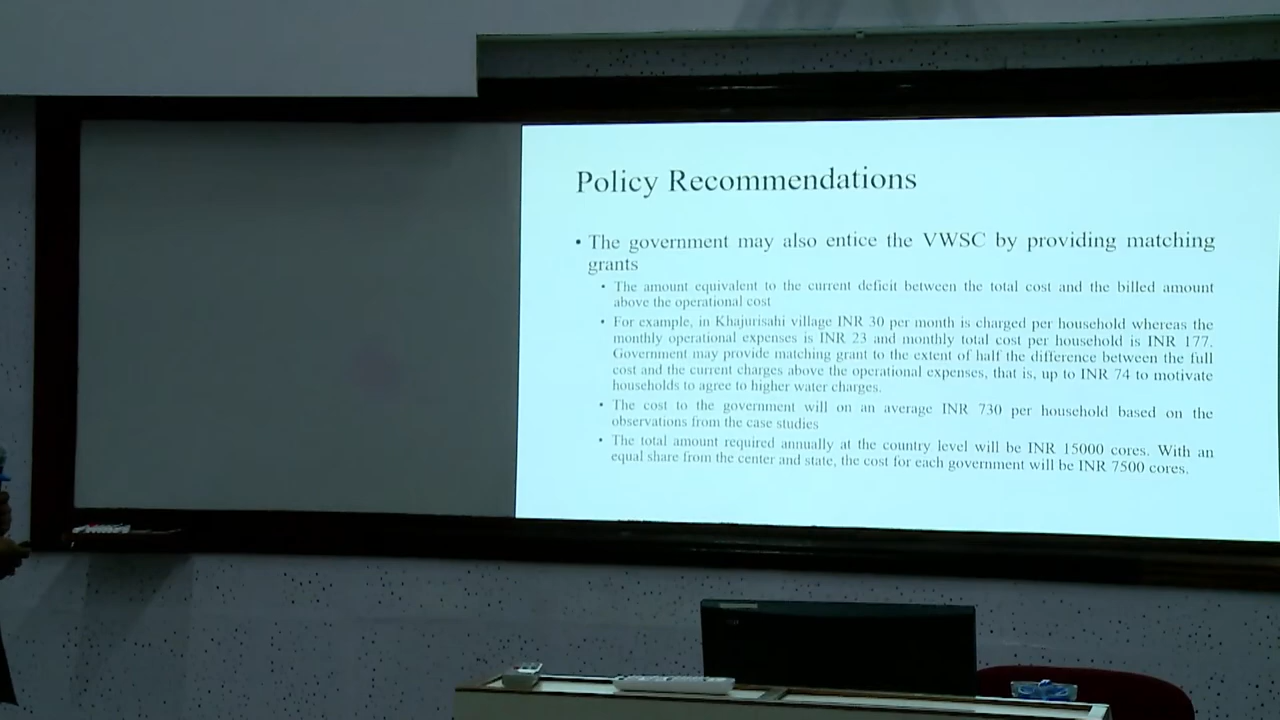 Policy Recommendations
• The government may also entice the VWSC by providing matching
grants
• The amount equivalent to the current deficit between the total cost and the billed amount
above the operational cost
• For example, in Khajurisahi village INR 30 per month is charged per household whereas the
monthly operational expenses is INR 23 and monthly total cost per household is INR 177.
Government may provide matching grant to the extent of half the difference between the full
cost and the current charges above the operational expenses, that is, up to INR 74 to motivate
households to agree to higher water charges.
• The cost to the government will on an average INR 730 per household based on the
observations from the case studies
• The total amount required annually at the country level will be INR 15000 cores. With an
equal share from the center and state, the cost for each government will be INR 7500 cores.